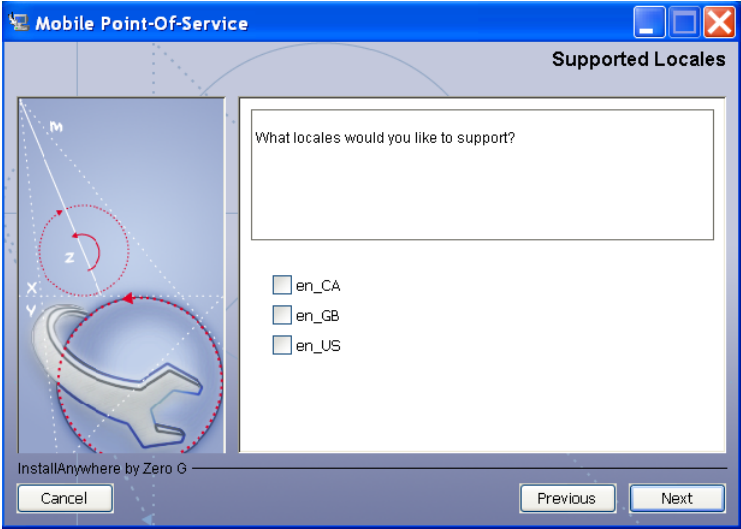 Mobile Point-Of-Service
Supported Locales
M
Z
X
Y
What locales would you like to support?
en_CA
en_GB
en_US
InstallAnywhere by Zero G
Cancel
Previous
Next